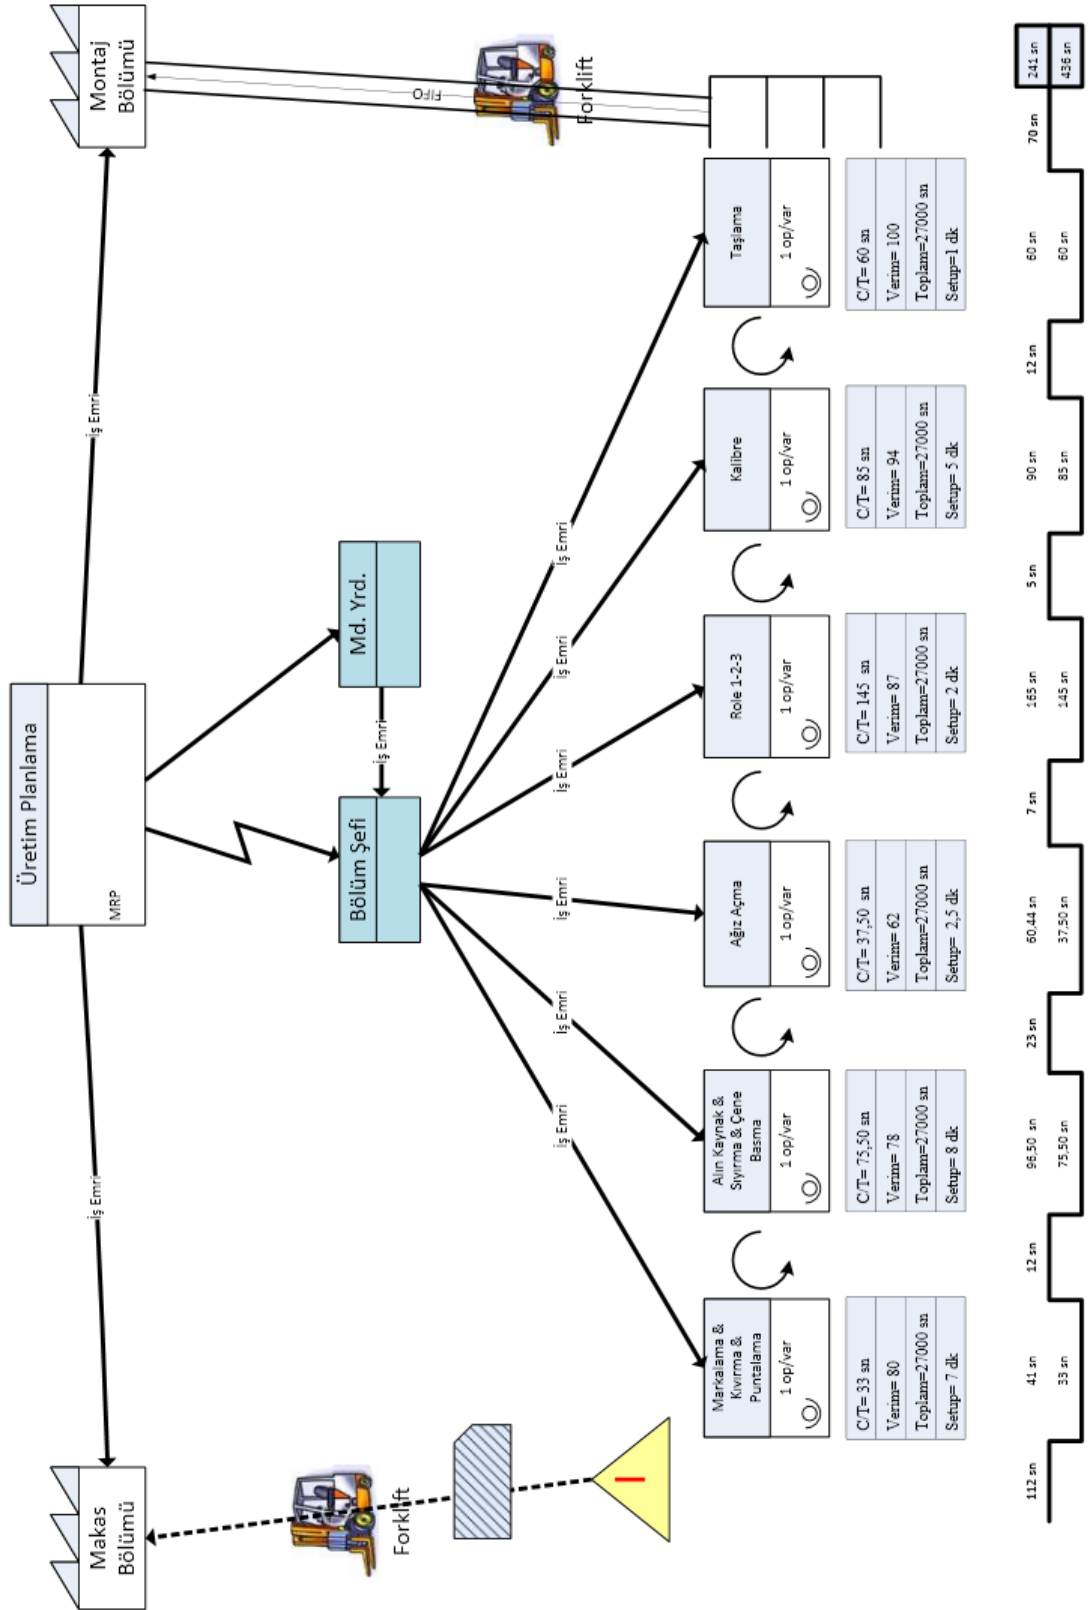 Üretim Planlama
MRP
Makas
Bölümü
Montaj
Bölümü
İş Emri
İş Emri
Bölüm Şefi
Md. Yrd.
İş Emri
Forklift
Forklift
FIFO
İş Emri
İş Emri
İş Emri
İş Emri
İş Emri
İş Emri
I
Markalama &
Kıvırma &
Puntalama
1 op/var
C/T= 33 sn
Verim= 80
Toplam=27000 sn
Setup= 7 dk
Alın Kaynak &
Sıyırma & Çene
Basma
1 op/var
C/T= 75,50 sn
Verim= 78
Toplam=27000 sn
Setup= 8 dk
Ağız Açma
1 op/var
C/T= 37,50 sn
Verim= 62
Toplam=27000 sn
Setup= 2,5 dk
Role 1-2-3
1 op/var
C/T= 145 sn
Verim= 87
Toplam=27000 sn
Setup= 2 dk
Kalibre
1 op/var
C/T= 85 sn
Verim= 94
Toplam=27000 sn
Setup= 5 dk
Taşlama
1 op/var
C/T= 60 sn
Verim= 100
Toplam=27000 sn
Setup=1 dk
112 sn 41 sn 12 sn 96,50 sn 23 sn 60,44 sn 7 sn 165 sn 5 sn 90 sn 12 sn 60 sn 70 sn 241 sn
33 sn 75,50 sn 37,50 sn 145 sn 85 sn 60 sn 436 sn